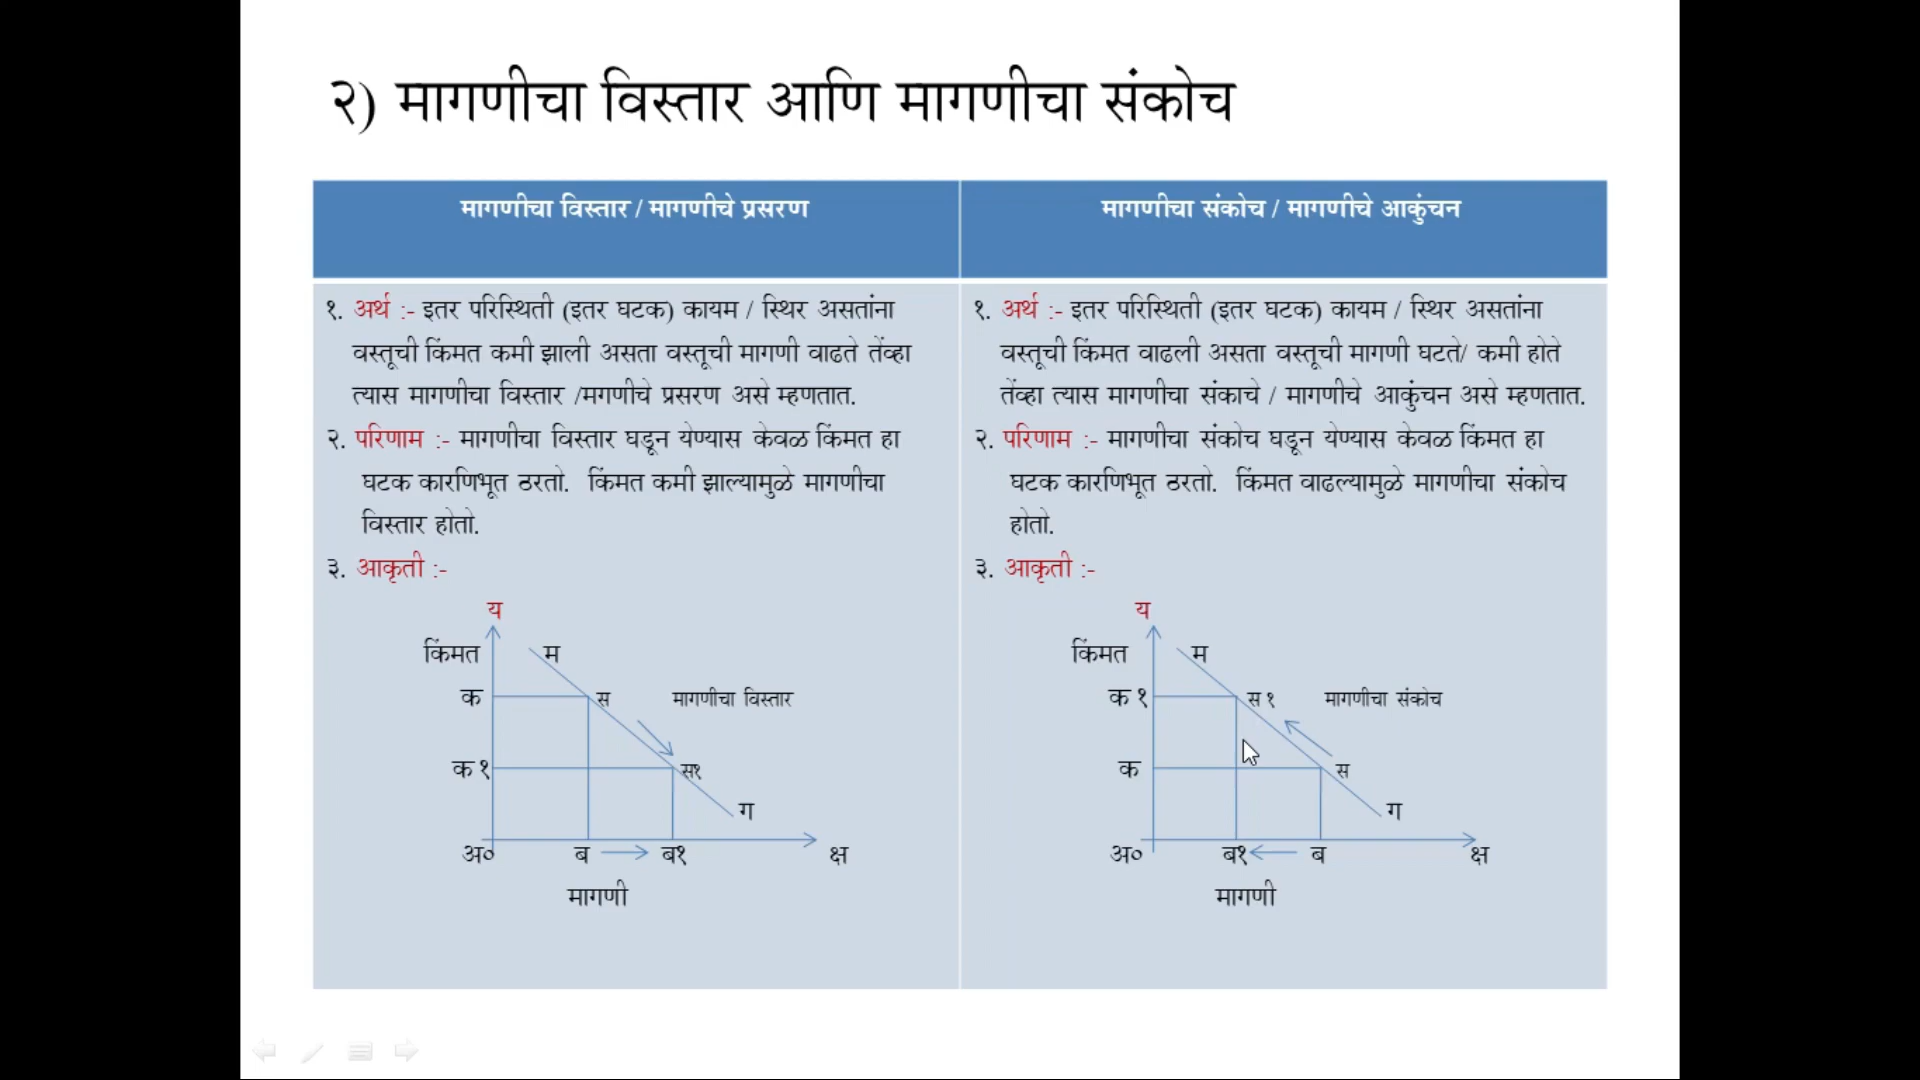 २) मागणीचा विस्तार आणि मागणीचा संकोच
मागणीचा विस्तार / मागणीचे प्रसरण
१. अर्थ :- इतर परिस्थिती (इतर घटक) कायम / स्थिर असतांना
वस्तूची किंमत कमी झाली असता वस्तूची मागणी वाढते तेंव्हा
त्यास मागणीचा विस्तार /मगणीचे प्रसरण असे म्हणतात.
२. परिणाम :- मागणीचा विस्तार घडून येण्यास केवळ किंमत हा
घटक कारणिभूत ठरतो. किंमत कमी झाल्यामुळे मागणीचा
विस्तार होतो.
३. आकृती :-
य
किंमत म
क स मागणीचा विस्तार
क १ स१
ग
अ० ब ब१ क्ष
मागणी
मागणीचा संकोच / मागणीचे आकुंचन
१. अर्थ :- इतर परिस्थिती (इतर घटक) कायम / स्थिर असतांना
वस्तूची किंमत वाढली असता वस्तूची मागणी घटते/ कमी होते
तेंव्हा त्यास मागणीचा संकाचे / मागणीचे आकुंचन असे म्हणतात.
२. परिणाम :- मागणीचा संकोच घडून येण्यास केवळ किंमत हा
घटक कारणिभूत ठरतो. किंमत वाढल्यामुळे मागणीचा संकोच
होतो.
३. आकृती :-
य
किंमत म
क १ स १ मागणीचा संकोच
क स
ग
अ० ब१ ब क्ष
मागणी